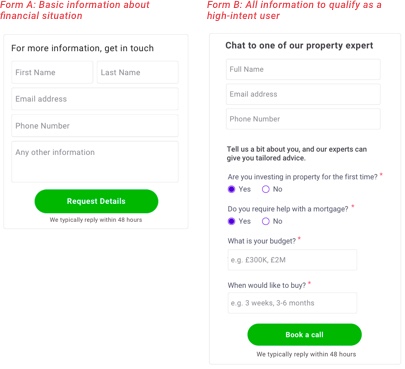 Form A: Basic information about
financial situation
For more information, get in touch
First Name
Last Name
Email address
Phone Number
Any other information
Request Details
We typically reply within 48 hours
Form B: All information to qualify as a
high-intent user
Chat to one of our property expert
Full Name
Email address
Phone Number
Tell us a bit about you, and our experts can
give you tailored advice.
Are you investing in property for the first time? *
Yes No
Do you require help with a mortgage? *
Yes No
What is your budget? *
e.g. £300K, £2M
When would like to buy? *
e.g. 3 weeks, 3-6 months
Book a call
We typically reply within 48 hours